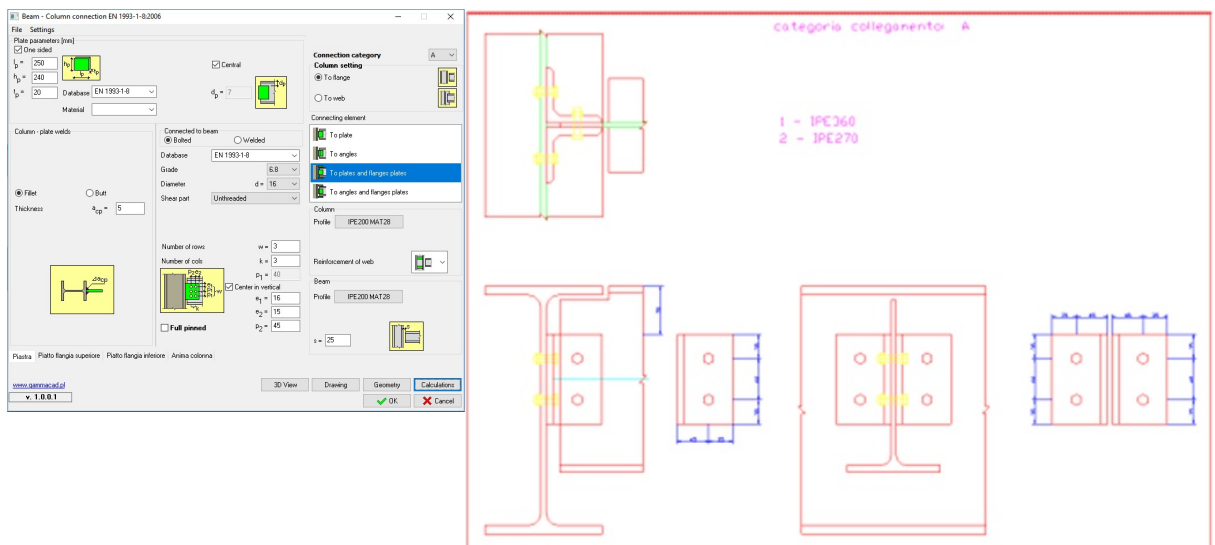 Beam - Column connection EN 1993-1-8:2006
File Settings
Plate parameters [mm]
One sided
lp = 250
hp = 240
tp = 20
Database EN 1993-1-8
Material
Central
dp = 7
Connection category A
Column setting
To flange
To web
Connecting element
To plate
To angles
To plates and flanges plates
To angles and flanges plates
Column - plate welds
Fillet Butt
Thickness acp = 5
Connected to beam
Bolted Welded
Database EN 1993-1-8
Grade 6.8
Diameter d = 16
Shear part Unthreaded
Number of rows w = 3
Number of cols k = 3
p1 = 40
Center in vertical
e1 = 16
e2 = 15
p2 = 45
Full pinned
Column
Profile IPE200 MAT28
Reinforcement of web
Beam
Profile IPE200 MAT28
s = 25
Piastra Piatto flangia superiore Piatto flangia inferiore Anima colonna
www.gammacad.pl
v. 1.0.0.1
3D View Drawing Geometry Calculations
OK Cancel
categoria collegamento: A
1 - IPE360
2 - IPE270